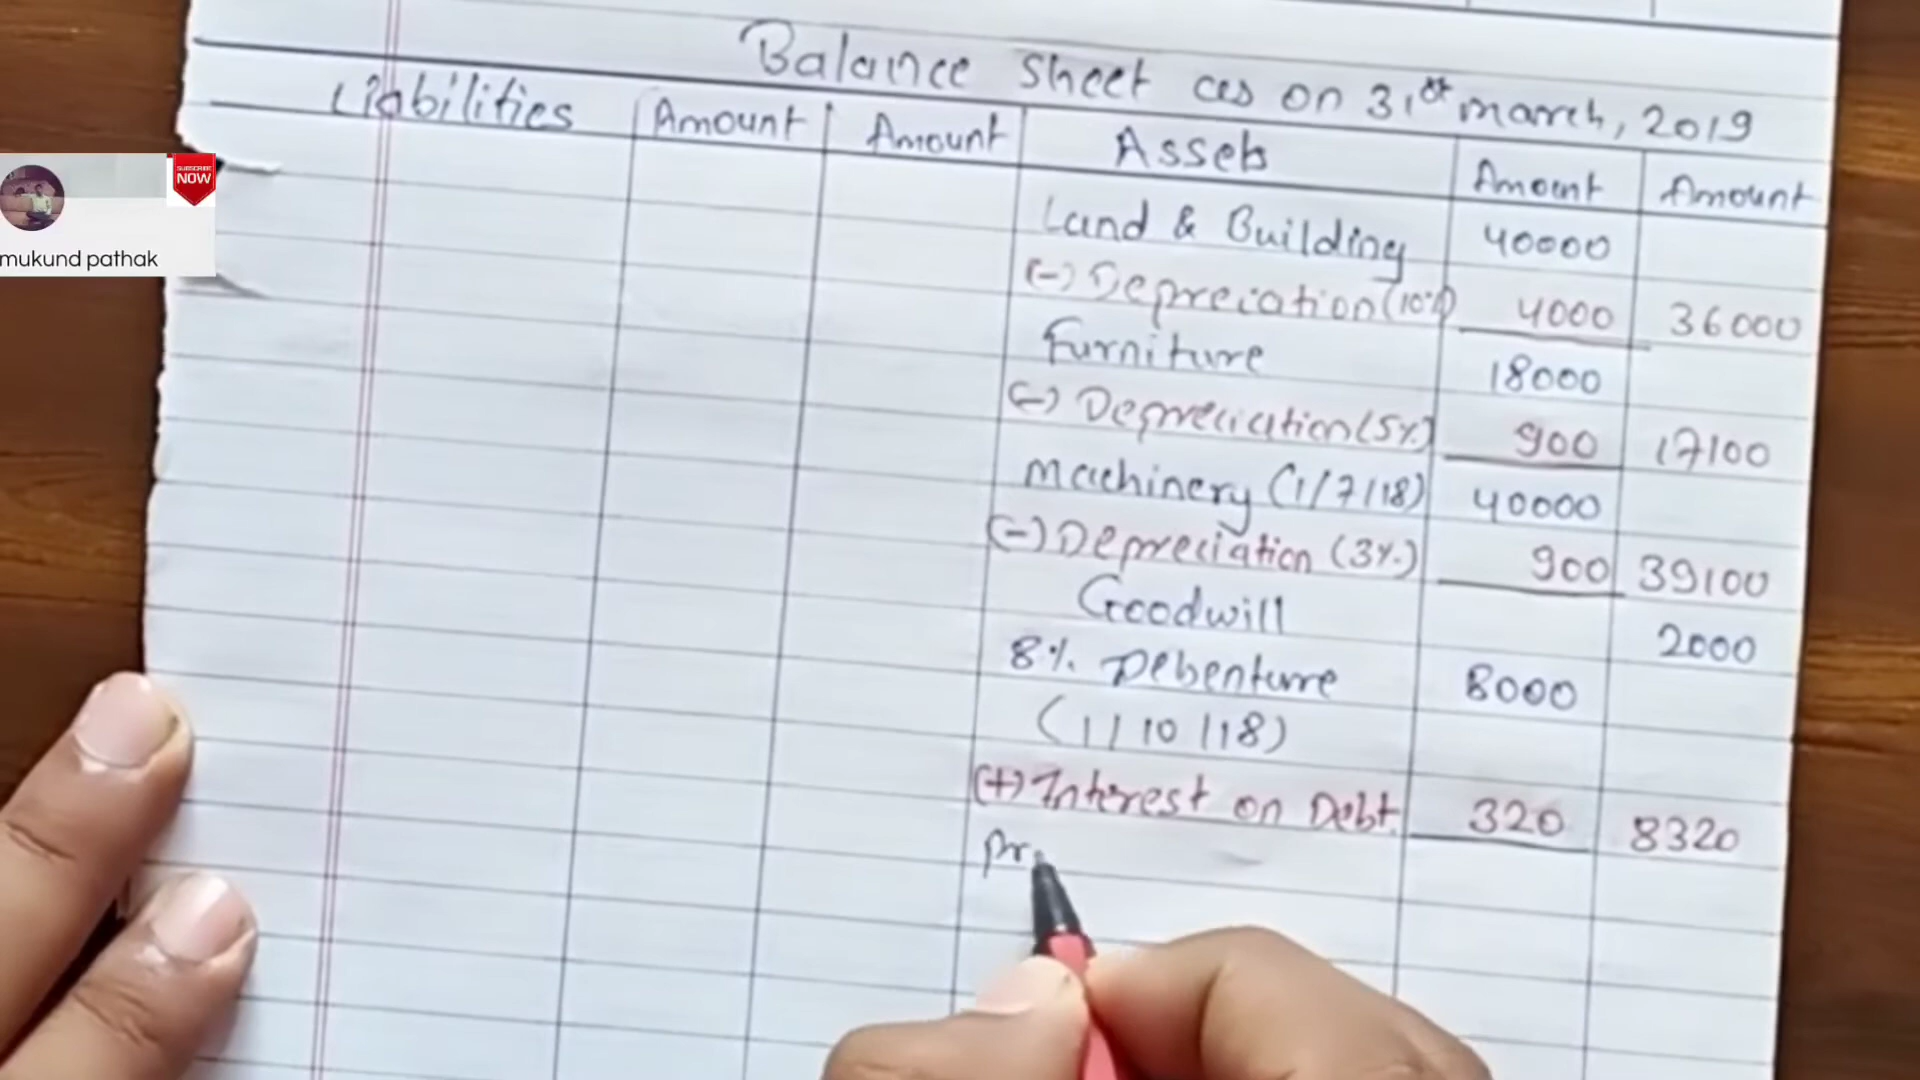 Balance Sheet as on 31st march, 2019
Liabilities Amount Amount Assets Amount Amount
Land & Building 40000
(-) Depreciation (10%) 4000 36000
Furniture 18000
(-) Depreciation (5%) 900 17100
Machinery (1/7/18) 40000
(-) Depreciation (3%) 900 39100
Goodwill 2000
8% Debenture 8000
(1/10/18)
(+) Interest on Debt. 320 8320
Pr
SUBSCRIBE
NOW
mukund pathak